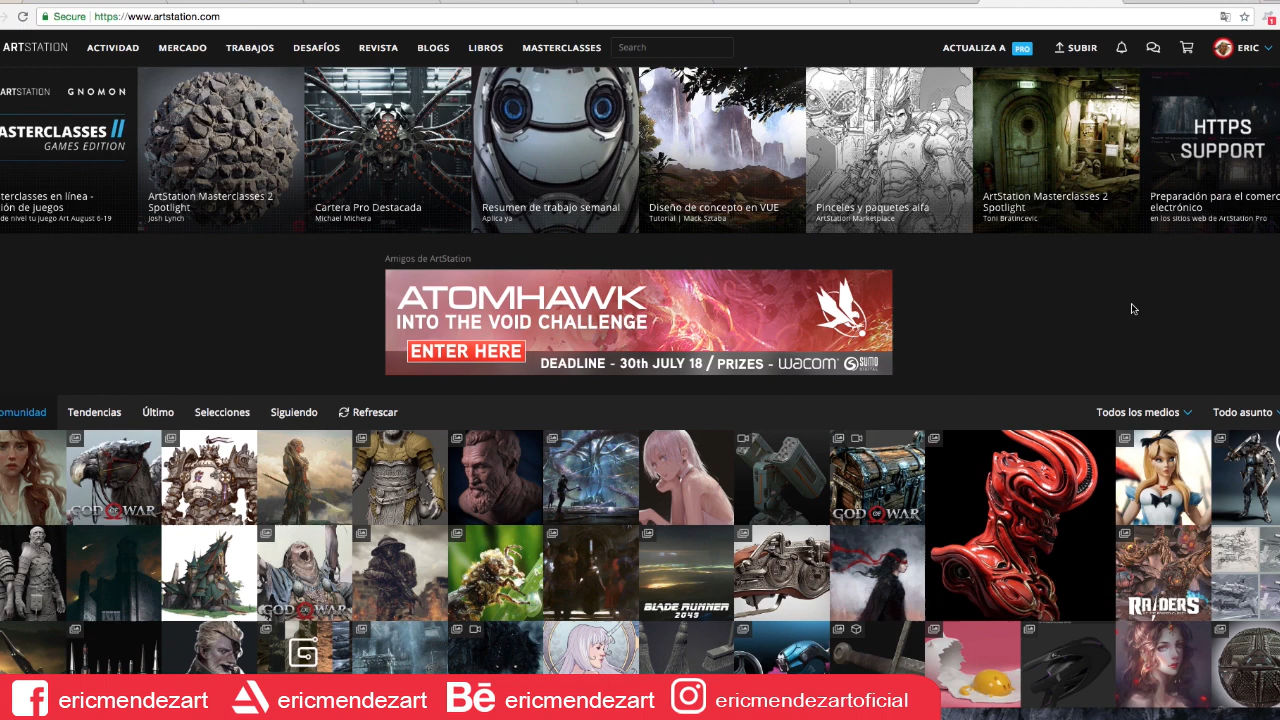 Secure https://www.artstation.com
ARTSTATION ACTIVIDAD MERCADO TRABAJOS DESAFÍOS REVISTA BLOGS LIBROS MASTERCLASSES Search ACTUALIZA A PRO SUBIR ERIC
ARTSTATION GNOMON
ASTERCLASSES II
GAMES EDITION
terclasses en línea -
ión de juegos
de nivel tu juego Art August 6-19
ArtStation Masterclasses 2
Spotlight
Josh Lynch
Cartera Pro Destacada
Michael Michera
Resumen de trabajo semanal
Aplica ya
Diseño de concepto en VUE
Tutorial | Mack Sztaba
Pinceles y paquetes alfa
ArtStation Marketplace
ArtStation Masterclasses 2
Spotlight
Toni Bratincevic
HTTPS
SUPPORT
Preparación para el comerc
electrónico
en los sitios web de ArtStation Pro
Amigos de ArtStation
ATOMHAWK
INTO THE VOID CHALLENGE
ENTER HERE
DEADLINE - 30th JULY 18 / PRIZES - wacom SUMO
DIGITAL
omunidad Tendencias Último Selecciones Siguiendo Refrescar Todos los medios Todo asunto
GOD OF WAR
GOD OF WAR
GOD OF WAR
BLADE RUNNER
2049
RAIDERS
ericmendezart ericmendezart Bē ericmendezart ericmendezartoficial